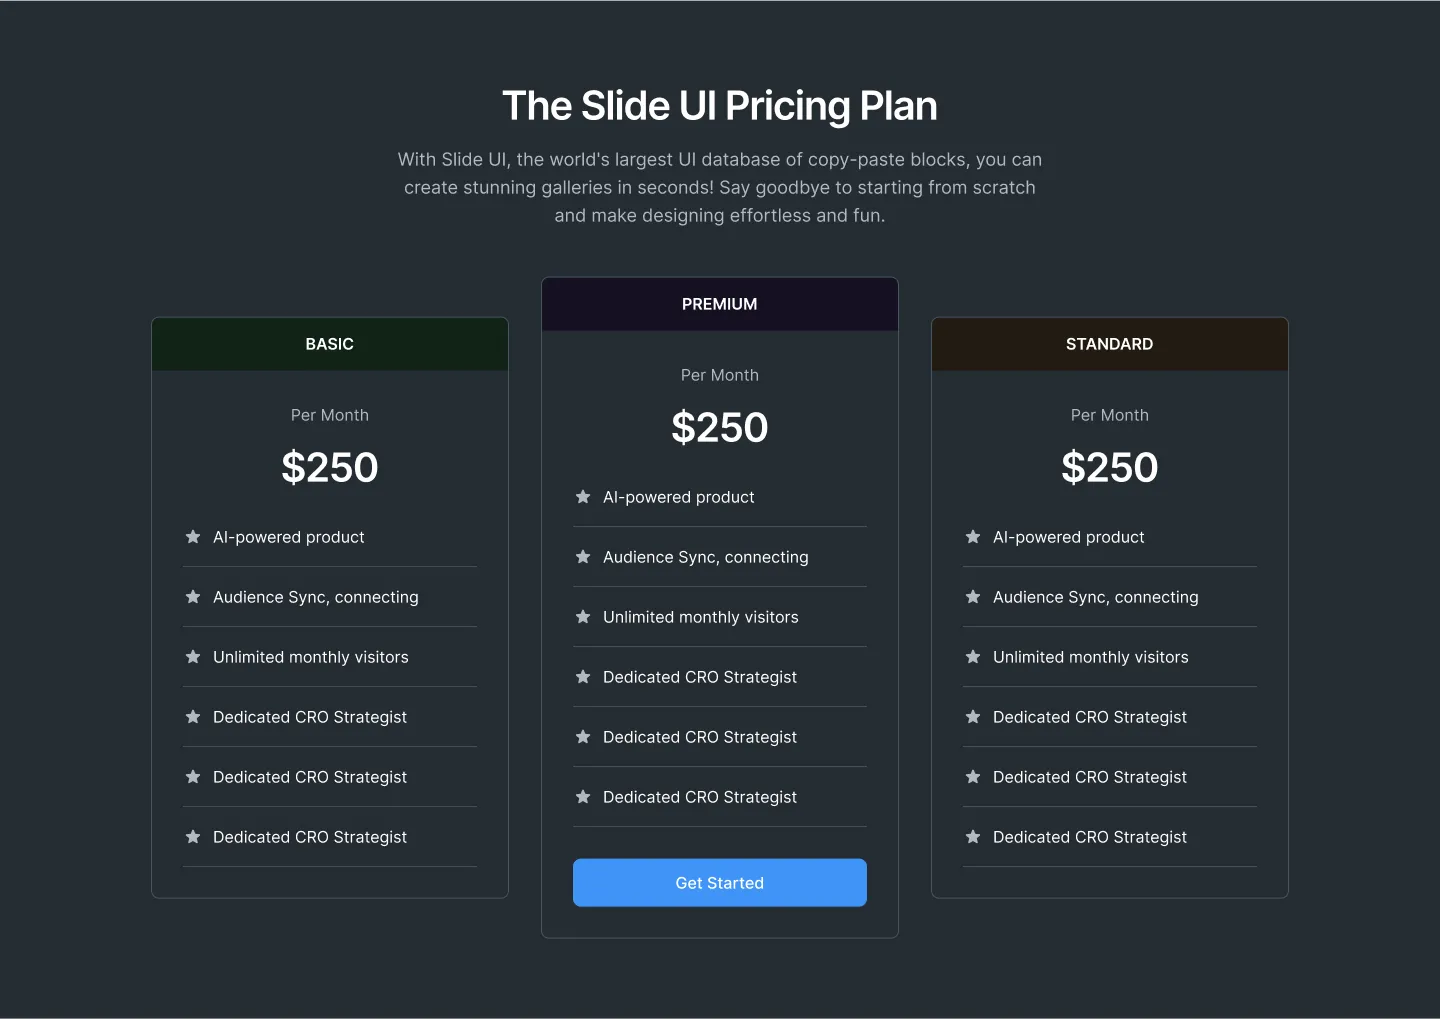 The Slide UI Pricing Plan
With Slide UI, the world's largest UI database of copy-paste blocks, you can
create stunning galleries in seconds! Say goodbye to starting from scratch
and make designing effortless and fun.
BASIC
Per Month
$250
AI-powered product
Audience Sync, connecting
Unlimited monthly visitors
Dedicated CRO Strategist
Dedicated CRO Strategist
Dedicated CRO Strategist
PREMIUM
Per Month
$250
AI-powered product
Audience Sync, connecting
Unlimited monthly visitors
Dedicated CRO Strategist
Dedicated CRO Strategist
Dedicated CRO Strategist
Get Started
STANDARD
Per Month
$250
AI-powered product
Audience Sync, connecting
Unlimited monthly visitors
Dedicated CRO Strategist
Dedicated CRO Strategist
Dedicated CRO Strategist